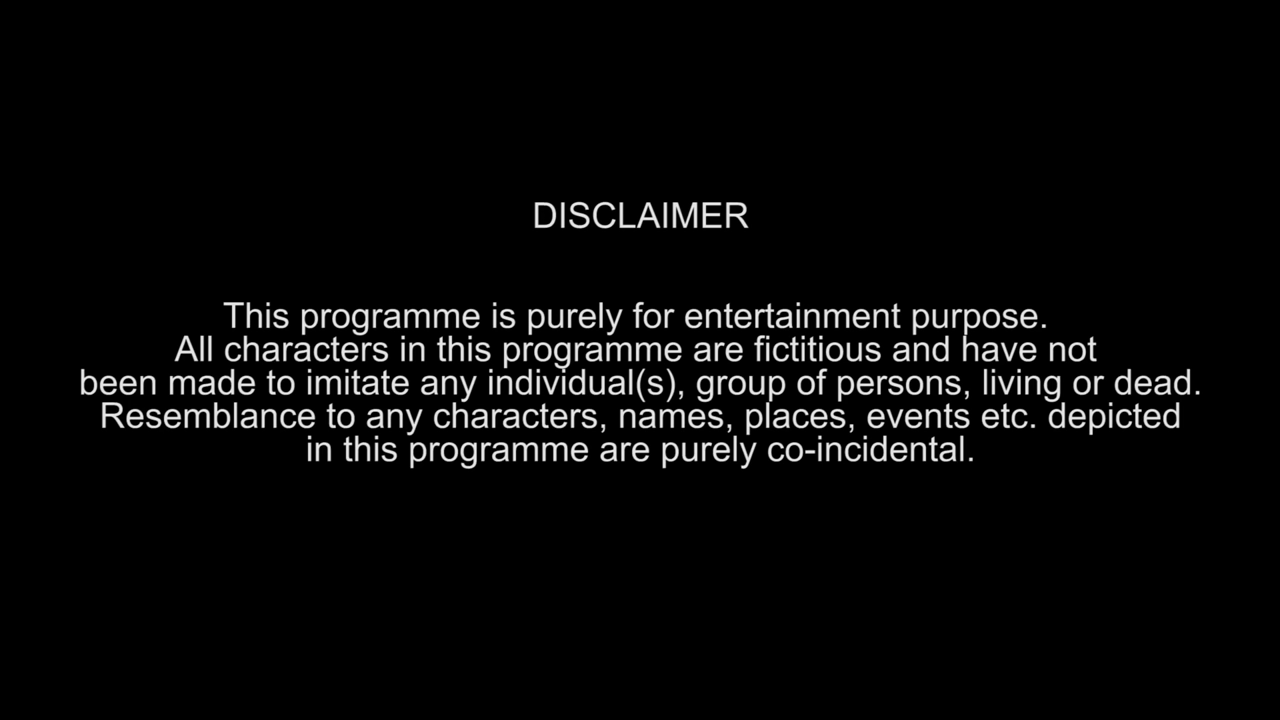 DISCLAIMER
This programme is purely for entertainment purpose.
All characters in this programme are fictitious and have not
been made to imitate any individual(s), group of persons, living or dead.
Resemblance to any characters, names, places, events etc. depicted
in this programme are purely co-incidental.